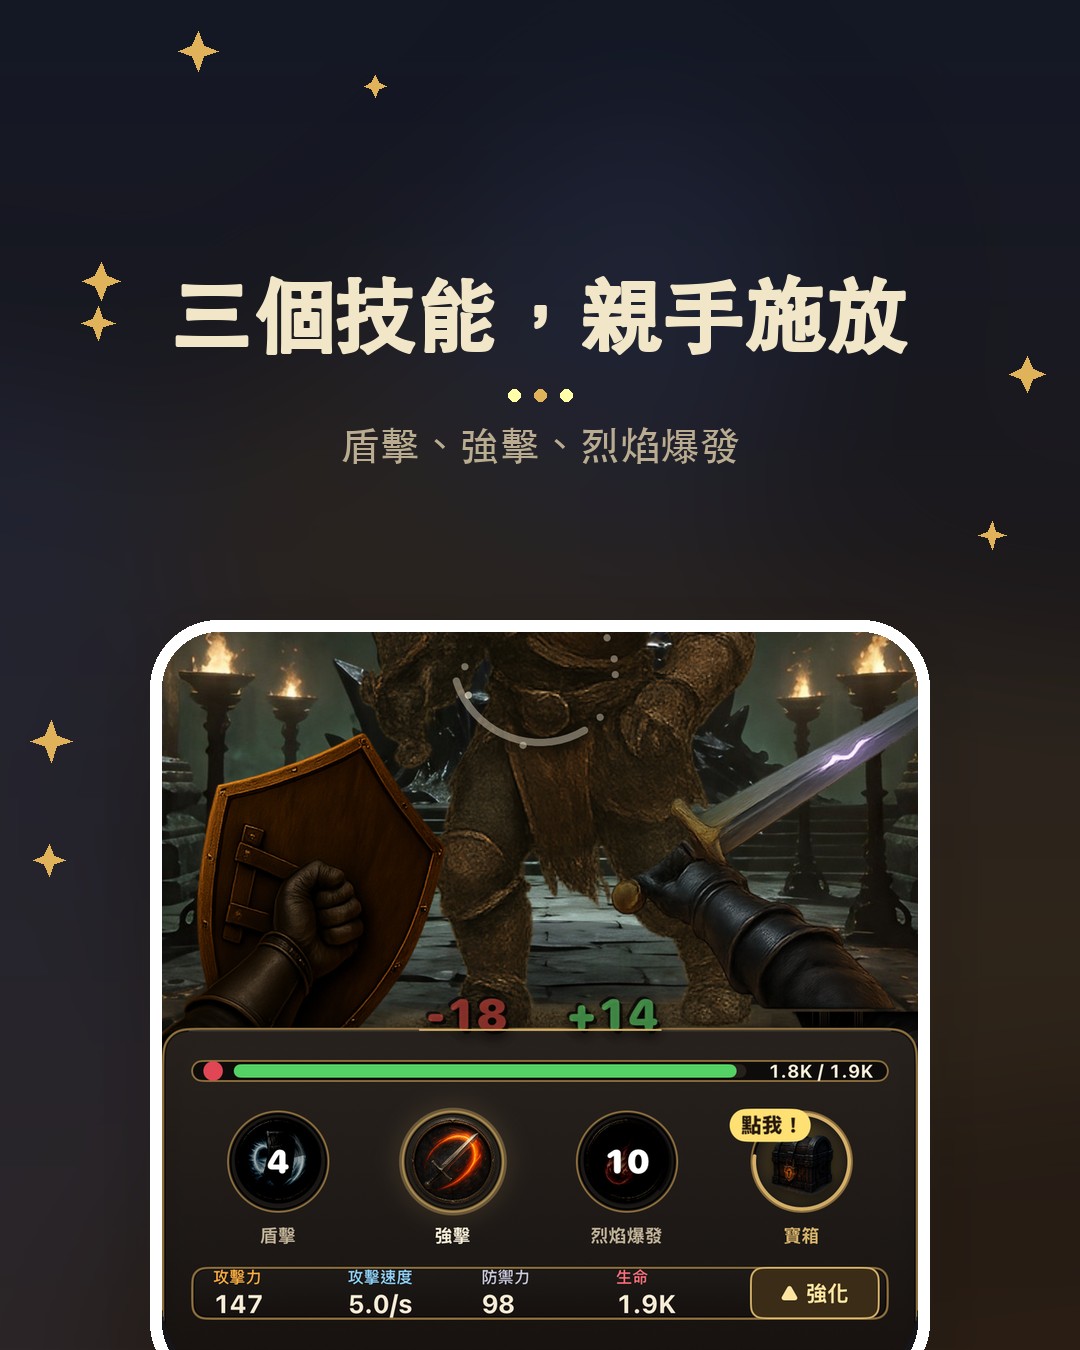 三個技能，親手施放
盾擊、強擊、烈焰爆發
-18 +14
1.8K / 1.9K
4 10 點我！
盾擊 強擊 烈焰爆發 寶箱
攻擊力 攻擊速度 防禦力 生命
147 5.0/s 98 1.9K ▲ 強化